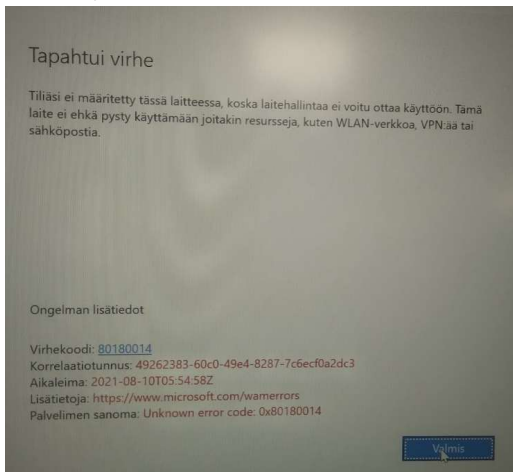 Tapahtui virhe
Tiliäsi ei määritetty tässä laitteessa, koska laitehallintaa ei voitu ottaa käyttöön. Tämä
laite ei ehkä pysty käyttämään joitakin resursseja, kuten WLAN-verkkoa, VPN:ää tai
sähköpostia.
Ongelman lisätiedot
Virhekoodi: 80180014
Korrelaatiotunnus: 49262383-60c0-49e4-8287-7c6ecf0a2dc3
Aikaleima: 2021-08-10T05:54:58Z
Lisätietoja: https://www.microsoft.com/wamerrors
Palvelimen sanoma: Unknown error code: 0x80180014
Valmis